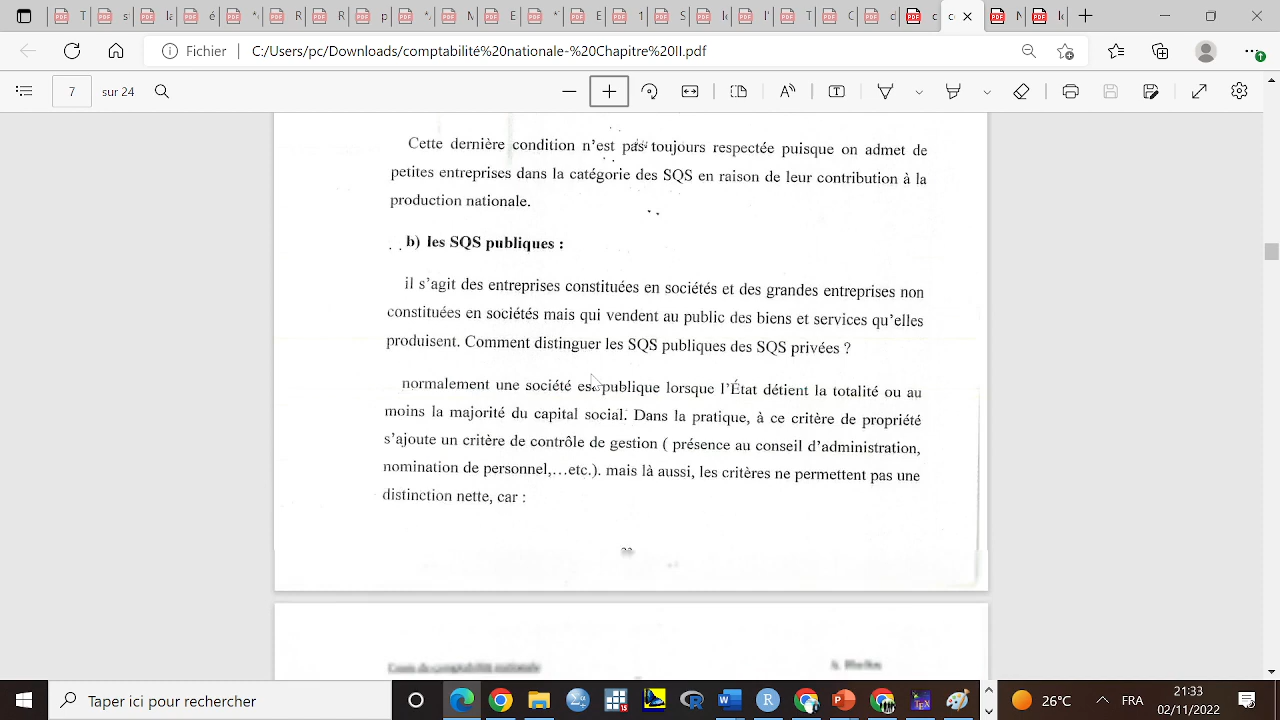 T
k
é
R
R
p
N
E
T
S
k
F
T
C
F
c
c
N
k
Fichier
C:/Users/pc/Downloads/comptabilité%20nationale-%20Chapitre%20II.pdf
7 sur 24
Cette dernière condition n'est pas toujours respectée puisque on admet de
petites entreprises dans la catégorie des SQS en raison de leur contribution à la
production nationale.
b) les SQS publiques :
il s'agit des entreprises constituées en sociétés et des grandes entreprises non
constituées en sociétés mais qui vendent au public des biens et services qu'elles
produisent. Comment distinguer les SQS publiques des SQS privées ?
normalement une société est publique lorsque l'État détient la totalité ou au
moins la majorité du capital social. Dans la pratique, à ce critère de propriété
s'ajoute un critère de contrôle de gestion ( présence au conseil d'administration,
nomination de personnel,...etc.). mais là aussi, les critères ne permettent pas une
distinction nette, car :
Cours de comptabilité nationale
Taper ici pour rechercher
26°C
FRA
21:33
02/11/2022